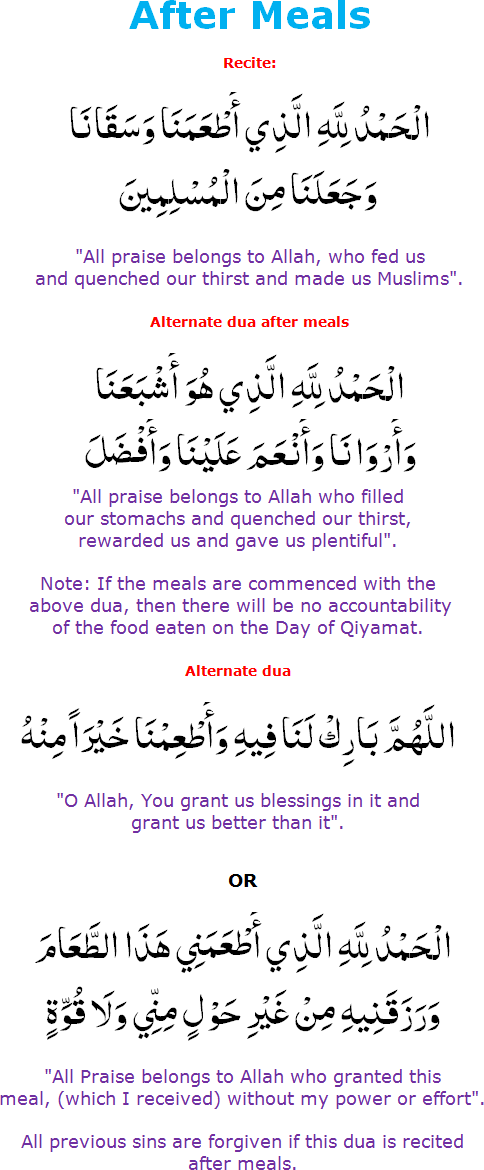 After Meals
Recite:
الْحَمْدُ لِلَّهِ الَّذِي أَطْعَمَنَا وَسَقَانَا
وَجَعَلَنَا مِنَ الْمُسْلِمِينَ
"All praise belongs to Allah, who fed us
and quenched our thirst and made us Muslims".
Alternate dua after meals
الْحَمْدُ لِلَّهِ الَّذِي هُوَ أَشْبَعَنَا
وَأَرْوَانَا وَأَنْعَمَ عَلَيْنَا وَأَفْضَلَ
"All praise belongs to Allah who filled
our stomachs and quenched our thirst,
rewarded us and gave us plentiful".
Note: If the meals are commenced with the
above dua, then there will be no accountability
of the food eaten on the Day of Qiyamat.
Alternate dua
اللَّهُمَّ بَارِكْ لَنَا فِيهِ وَأَطْعِمْنَا خَيْرَاً مِنْهُ
"O Allah, You grant us blessings in it and
grant us better than it".
OR
الْحَمْدُ لِلَّهِ الَّذِي أَطْعَمَنِي هَذَا الطَّعَامَ
وَرَزَقَنِيهِ مِنْ غَيْرِ حَوْلٍ مِنِّي وَلَا قُوَّةٍ
"All Praise belongs to Allah who granted this
meal, (which I received) without my power or effort".
All previous sins are forgiven if this dua is recited
after meals.